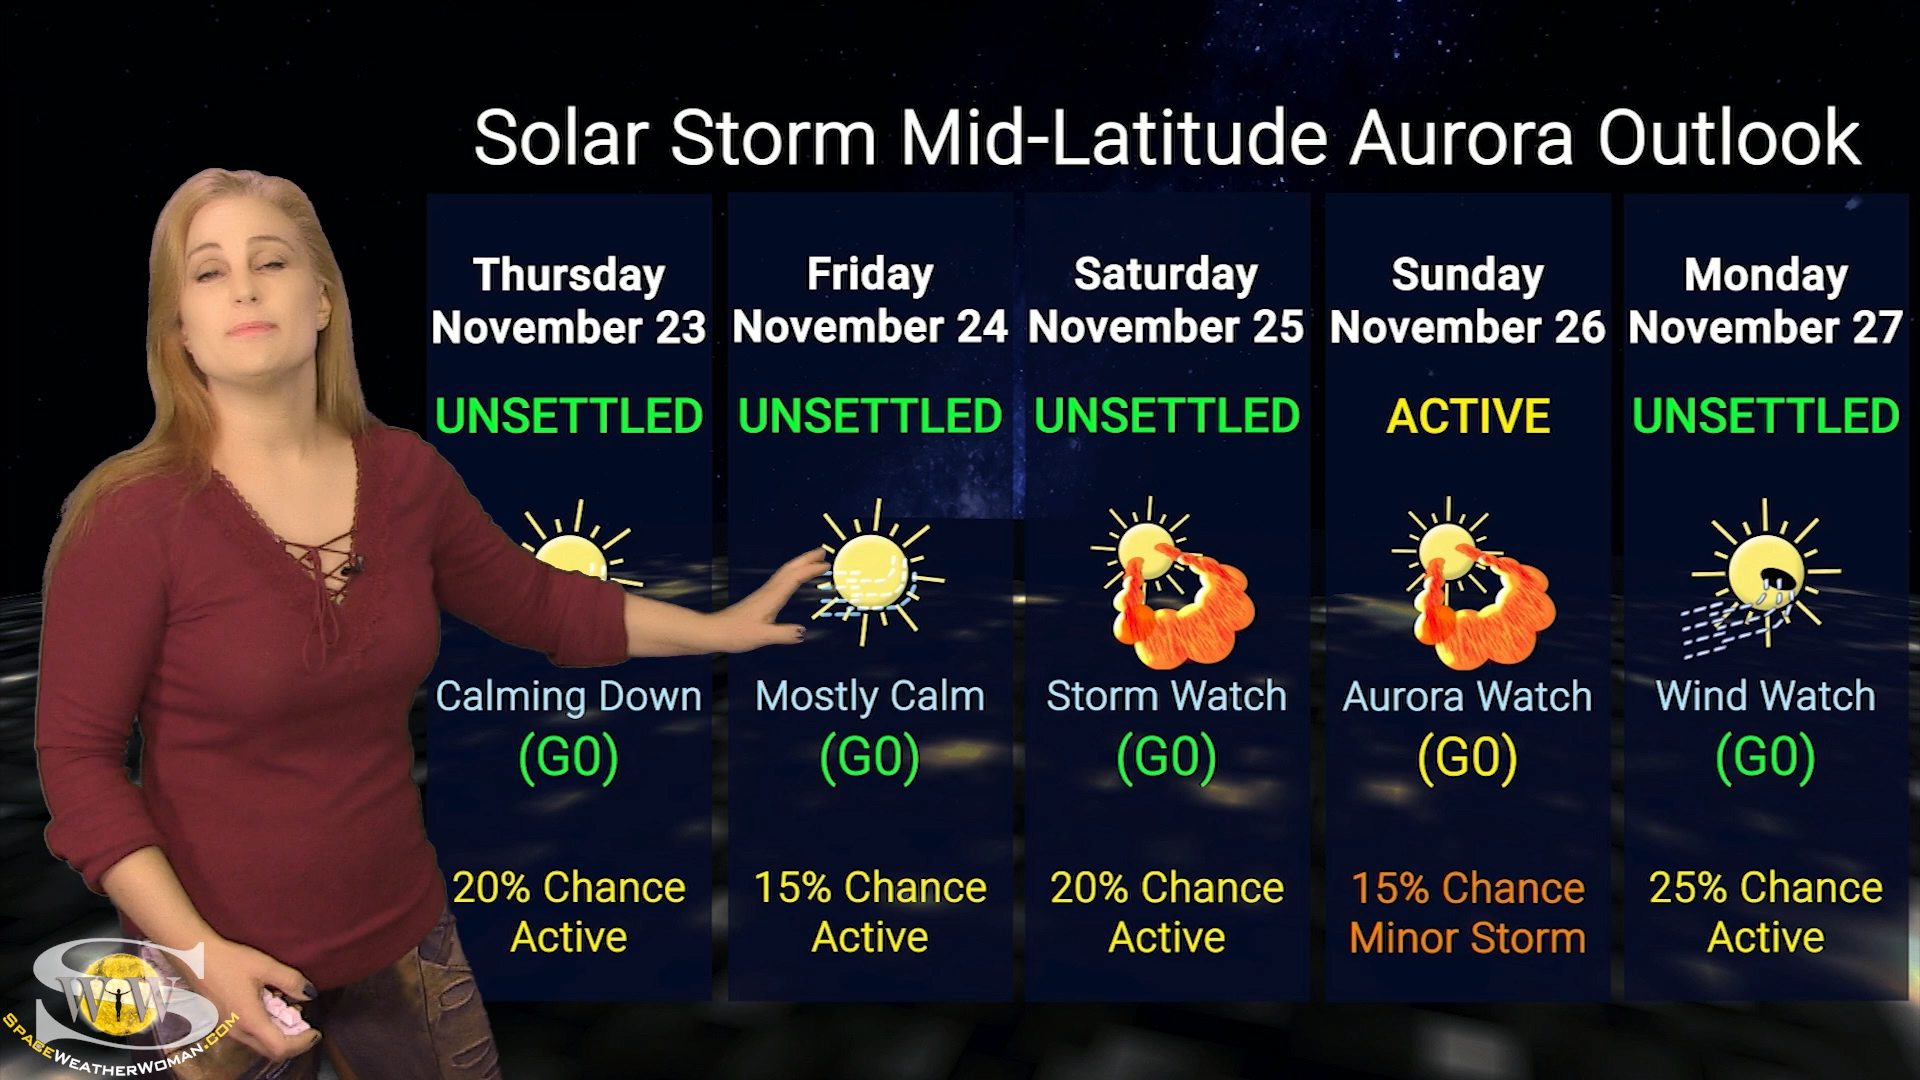 Solar Storm Mid-Latitude Aurora Outlook
Thursday
November 23
UNSETTLED
Calming Down
(G0)
20% Chance
Active
Friday
November 24
UNSETTLED
Mostly Calm
(G0)
15% Chance
Active
Saturday
November 25
UNSETTLED
Storm Watch
(G0)
20% Chance
Active
Sunday
November 26
ACTIVE
Aurora Watch
(G0)
15% Chance
Minor Storm
Monday
November 27
UNSETTLED
Wind Watch
(G0)
25% Chance
Active
SWW
SPACEWEATHERWOMAN.COM